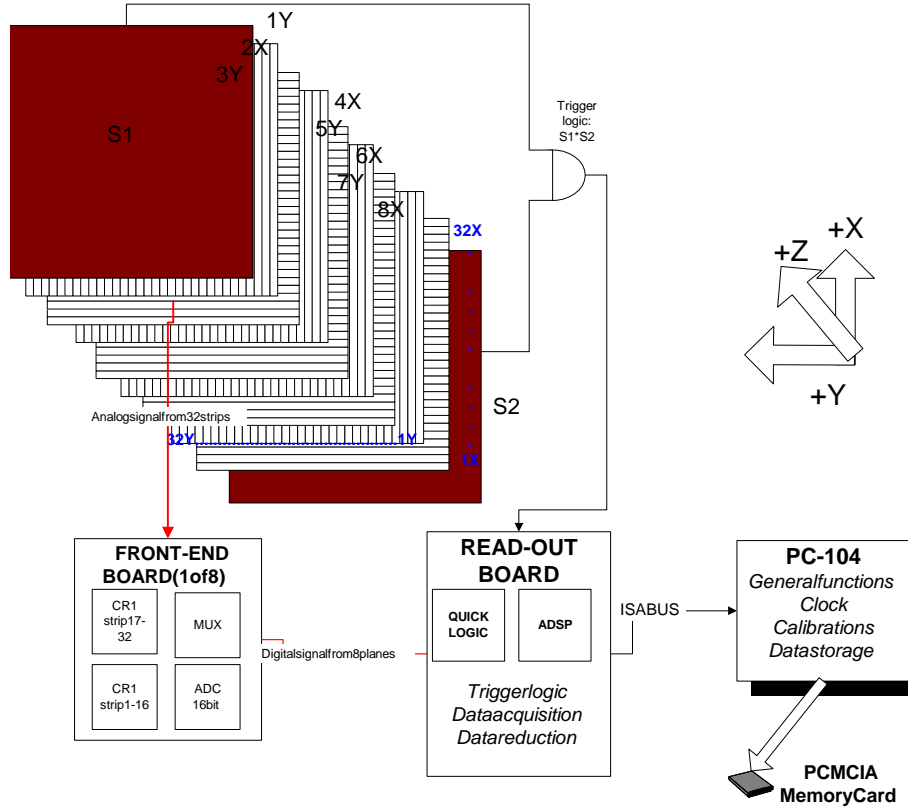 1Y
2X
3Y
S1
4X
5Y
6X
7Y
8X
Trigger
logic:
S1*S2
32X
+X
+Z
+Y
S2
Analogsignalfrom32strips
32Y
1Y
1X
FRONT-END
BOARD(1of8)
CR1
strip17-
32
MUX
CR1
strip1-16
ADC
16bit
Digitalsignalfrom8planes
READ-OUT
BOARD
QUICK
LOGIC
ADSP
Triggerlogic
Dataacquisition
Datareduction
ISABUS
PC-104
Generalfunctions
Clock
Calibrations
Datastorage
PCMCIA
MemoryCard